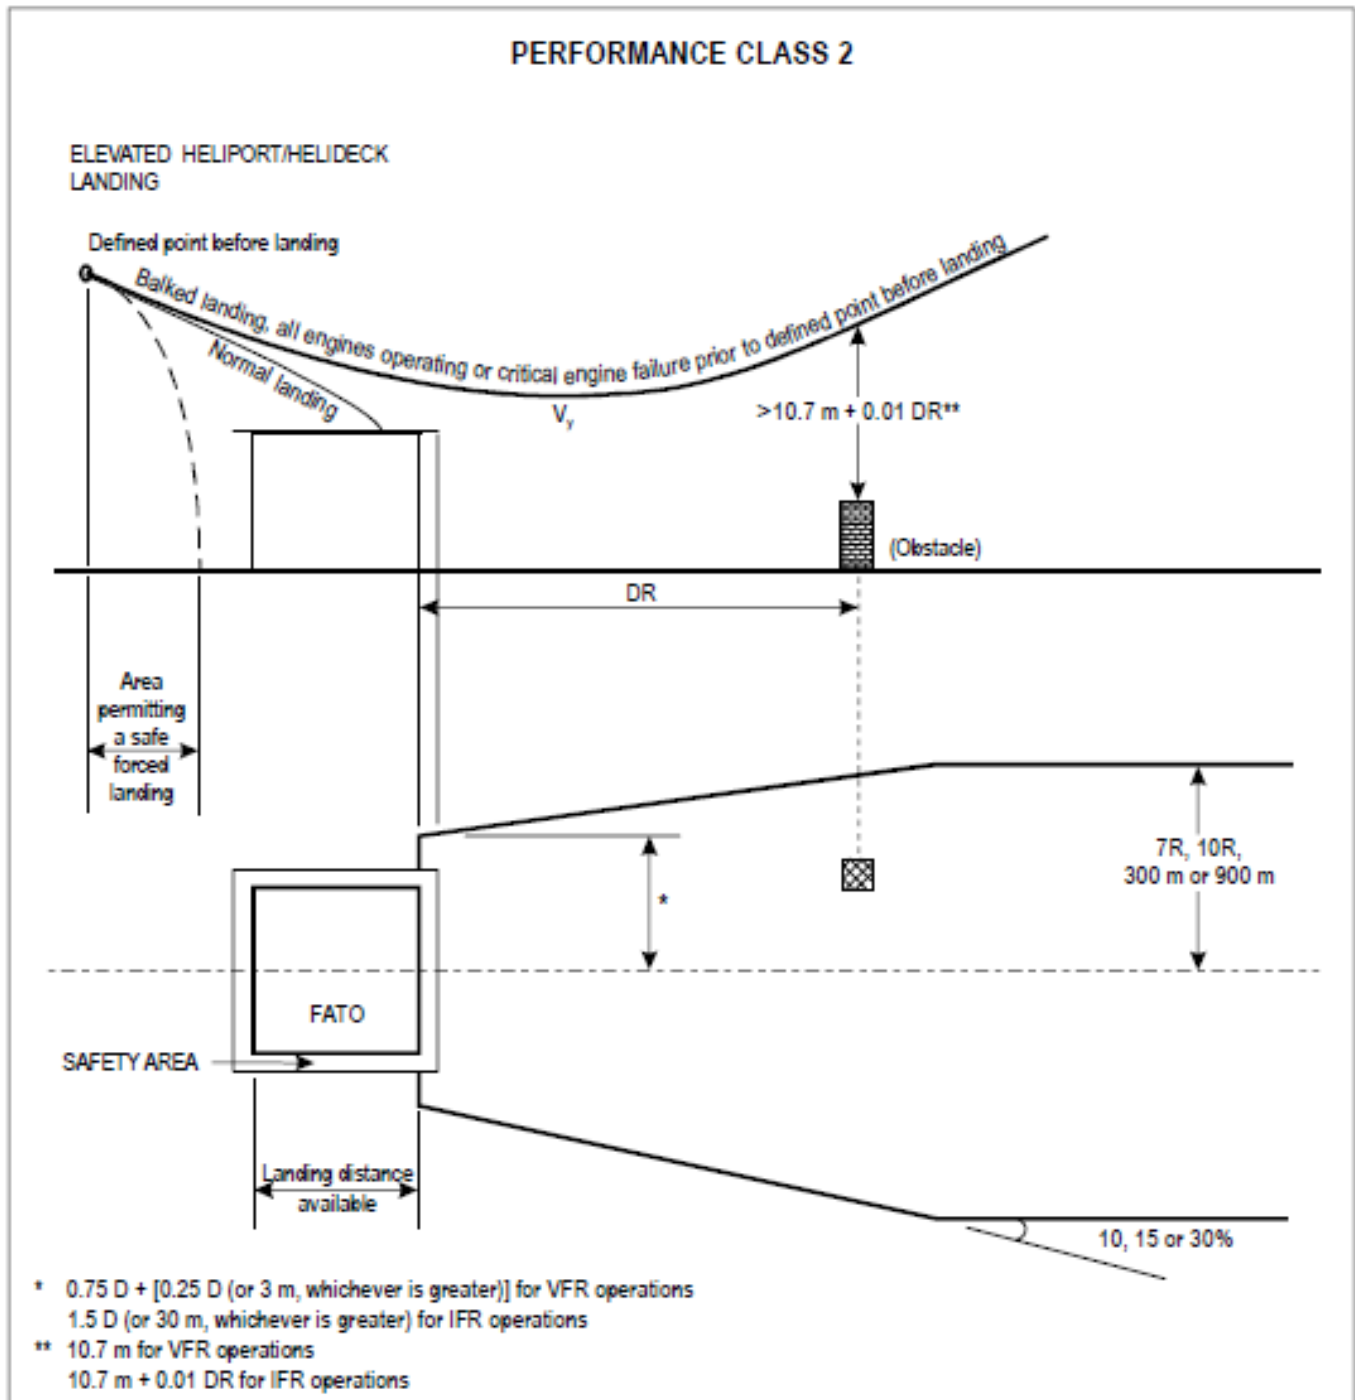 PERFORMANCE CLASS 2
ELEVATED HELIPORT/HELIDECK
LANDING
Defined point before landing
Balked landing, all engines operating or critical engine failure prior to defined point before landing
Normal landing
Vy
>10.7 m + 0.01 DR**
(Obstacle)
DR
Area
permitting
a safe
forced
landing
7R, 10R,
300 m or 900 m
*
FATO
SAFETY AREA
Landing distance
available
10, 15 or 30%
* 0.75 D + [0.25 D (or 3 m, whichever is greater)] for VFR operations
1.5 D (or 30 m, whichever is greater) for IFR operations
** 10.7 m for VFR operations
10.7 m + 0.01 DR for IFR operations